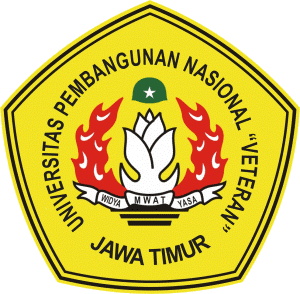 UNIVERSITAS PEMBANGUNAN NASIONAL "VETERAN"
WIDYA MWAT YASA
JAWA TIMUR